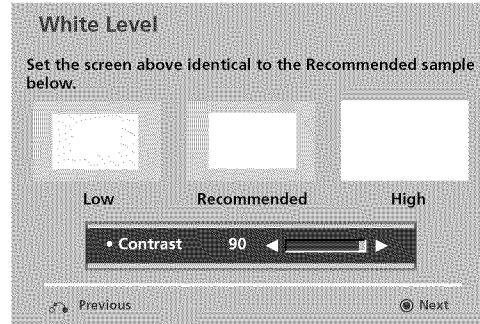 White Level
Set the screen above identical to the Recommended sample
below.
Low Recommended High
• Contrast 90
Previous Next